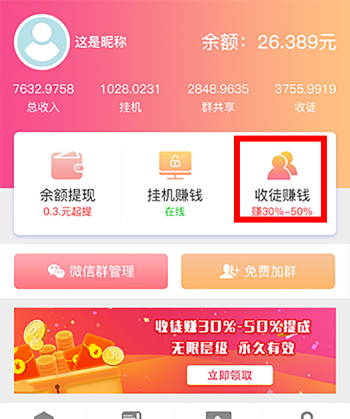 这是昵称
余额：26.389元
7632.9758 1028.0231 2848.9635 3755.9919
总收入 挂机 群共享 收徒
余额提现 挂机赚钱 收徒赚钱
0.3.元起提 在线 赚30%-50%
微信群管理 免费加群
收徒赚30%-50%提成
无限层级 永久有效
立即领取